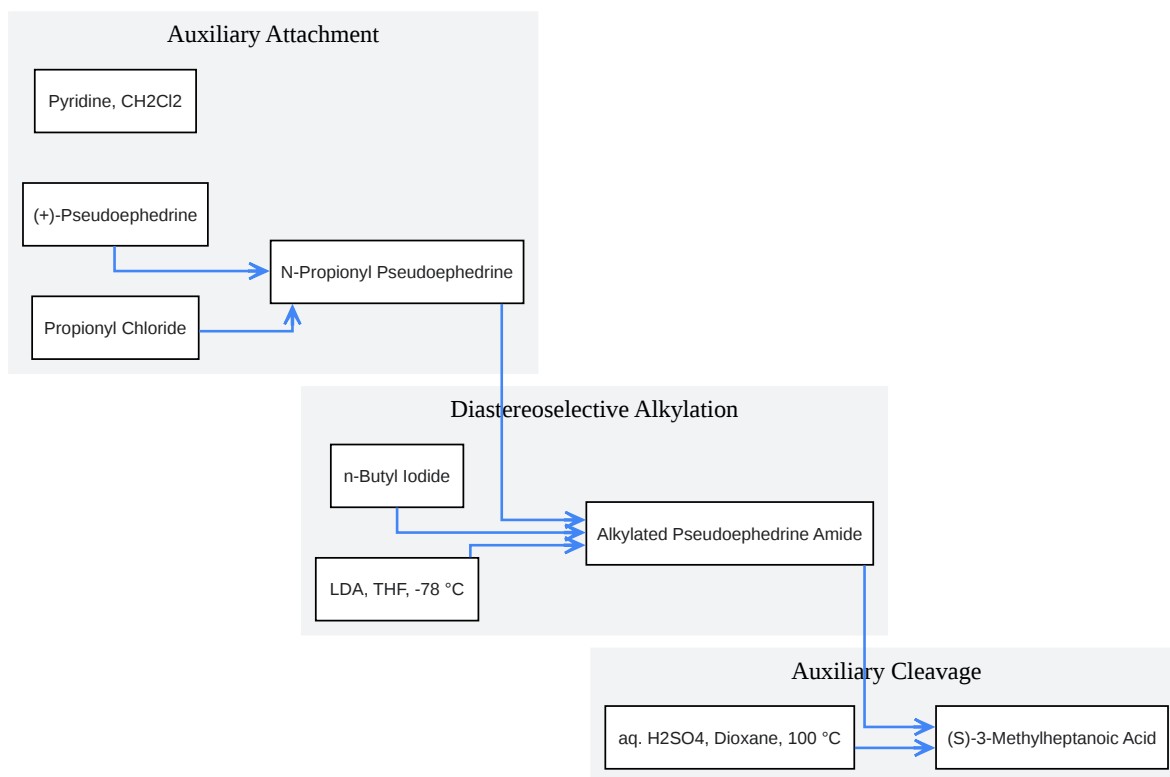 Auxiliary Attachment
Pyridine, CH2Cl2
(+)-Pseudoephedrine
N-Propionyl Pseudoephedrine
Propionyl Chloride
Diastereoselective Alkylation
n-Butyl Iodide
Alkylated Pseudoephedrine Amide
LDA, THF, -78 °C
Auxiliary Cleavage
aq. H2SO4, Dioxane, 100 °C
(S)-3-Methylheptanoic Acid